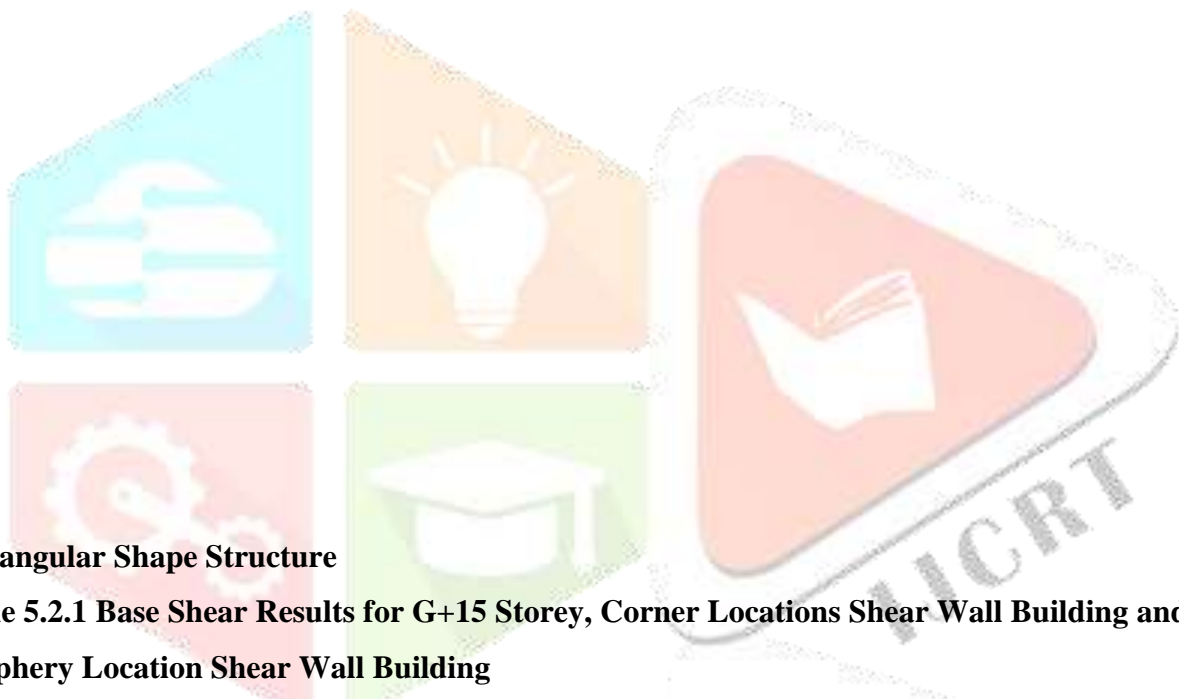 angular Shape Structure
e 5.2.1 Base Shear Results for G+15 Storey, Corner Locations Shear Wall Building and
phery Location Shear Wall Building
IJCRT